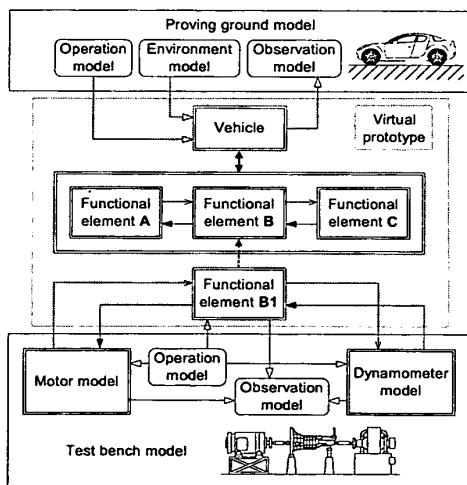 Proving ground model
Operation
model
Environment
model
Observation
model
Vehicle
Virtual
prototype
Functional
element A
Functional
element B
Functional
element C
Functional
element B1
Motor model
Operation
model
Observation
model
Dynamometer
model
Test bench model